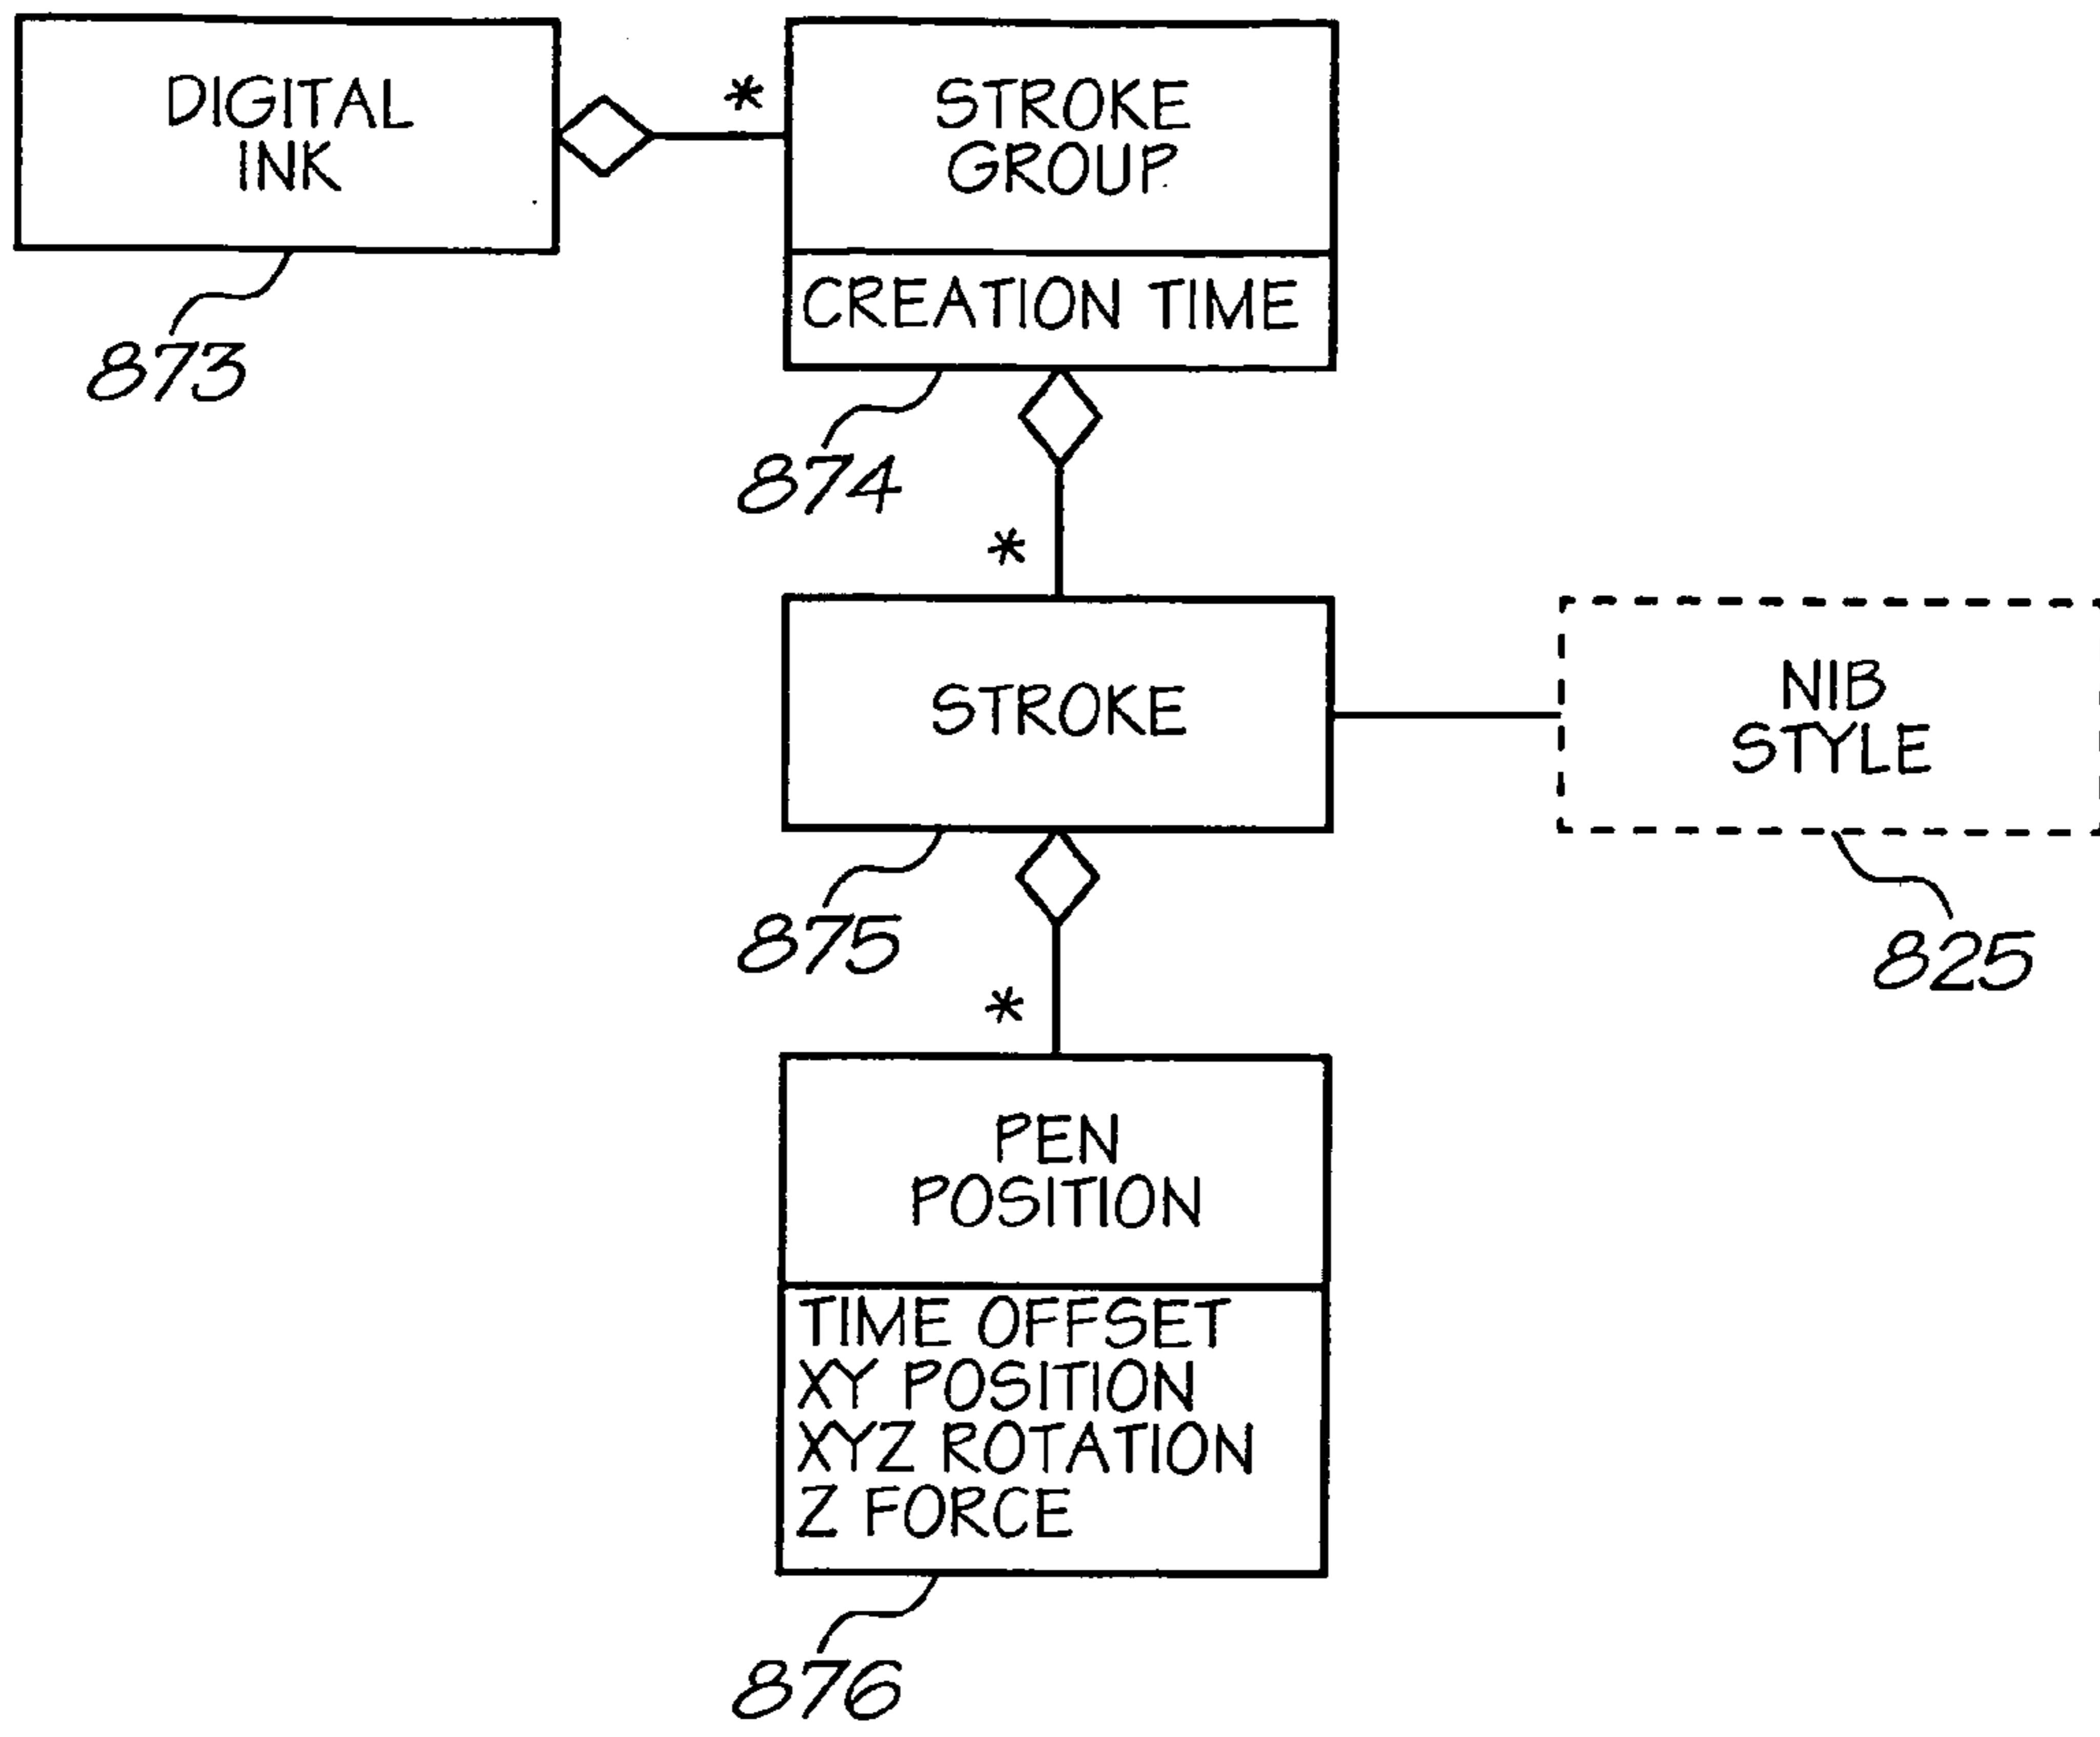 DIGITAL
INK
*
STROKE
GROUP
CREATION TIME
873
874
*
STROKE
NIB
STYLE
875
825
*
PEN
POSITION
TIME OFFSET
XY POSITION
XYZ ROTATION
Z FORCE
876